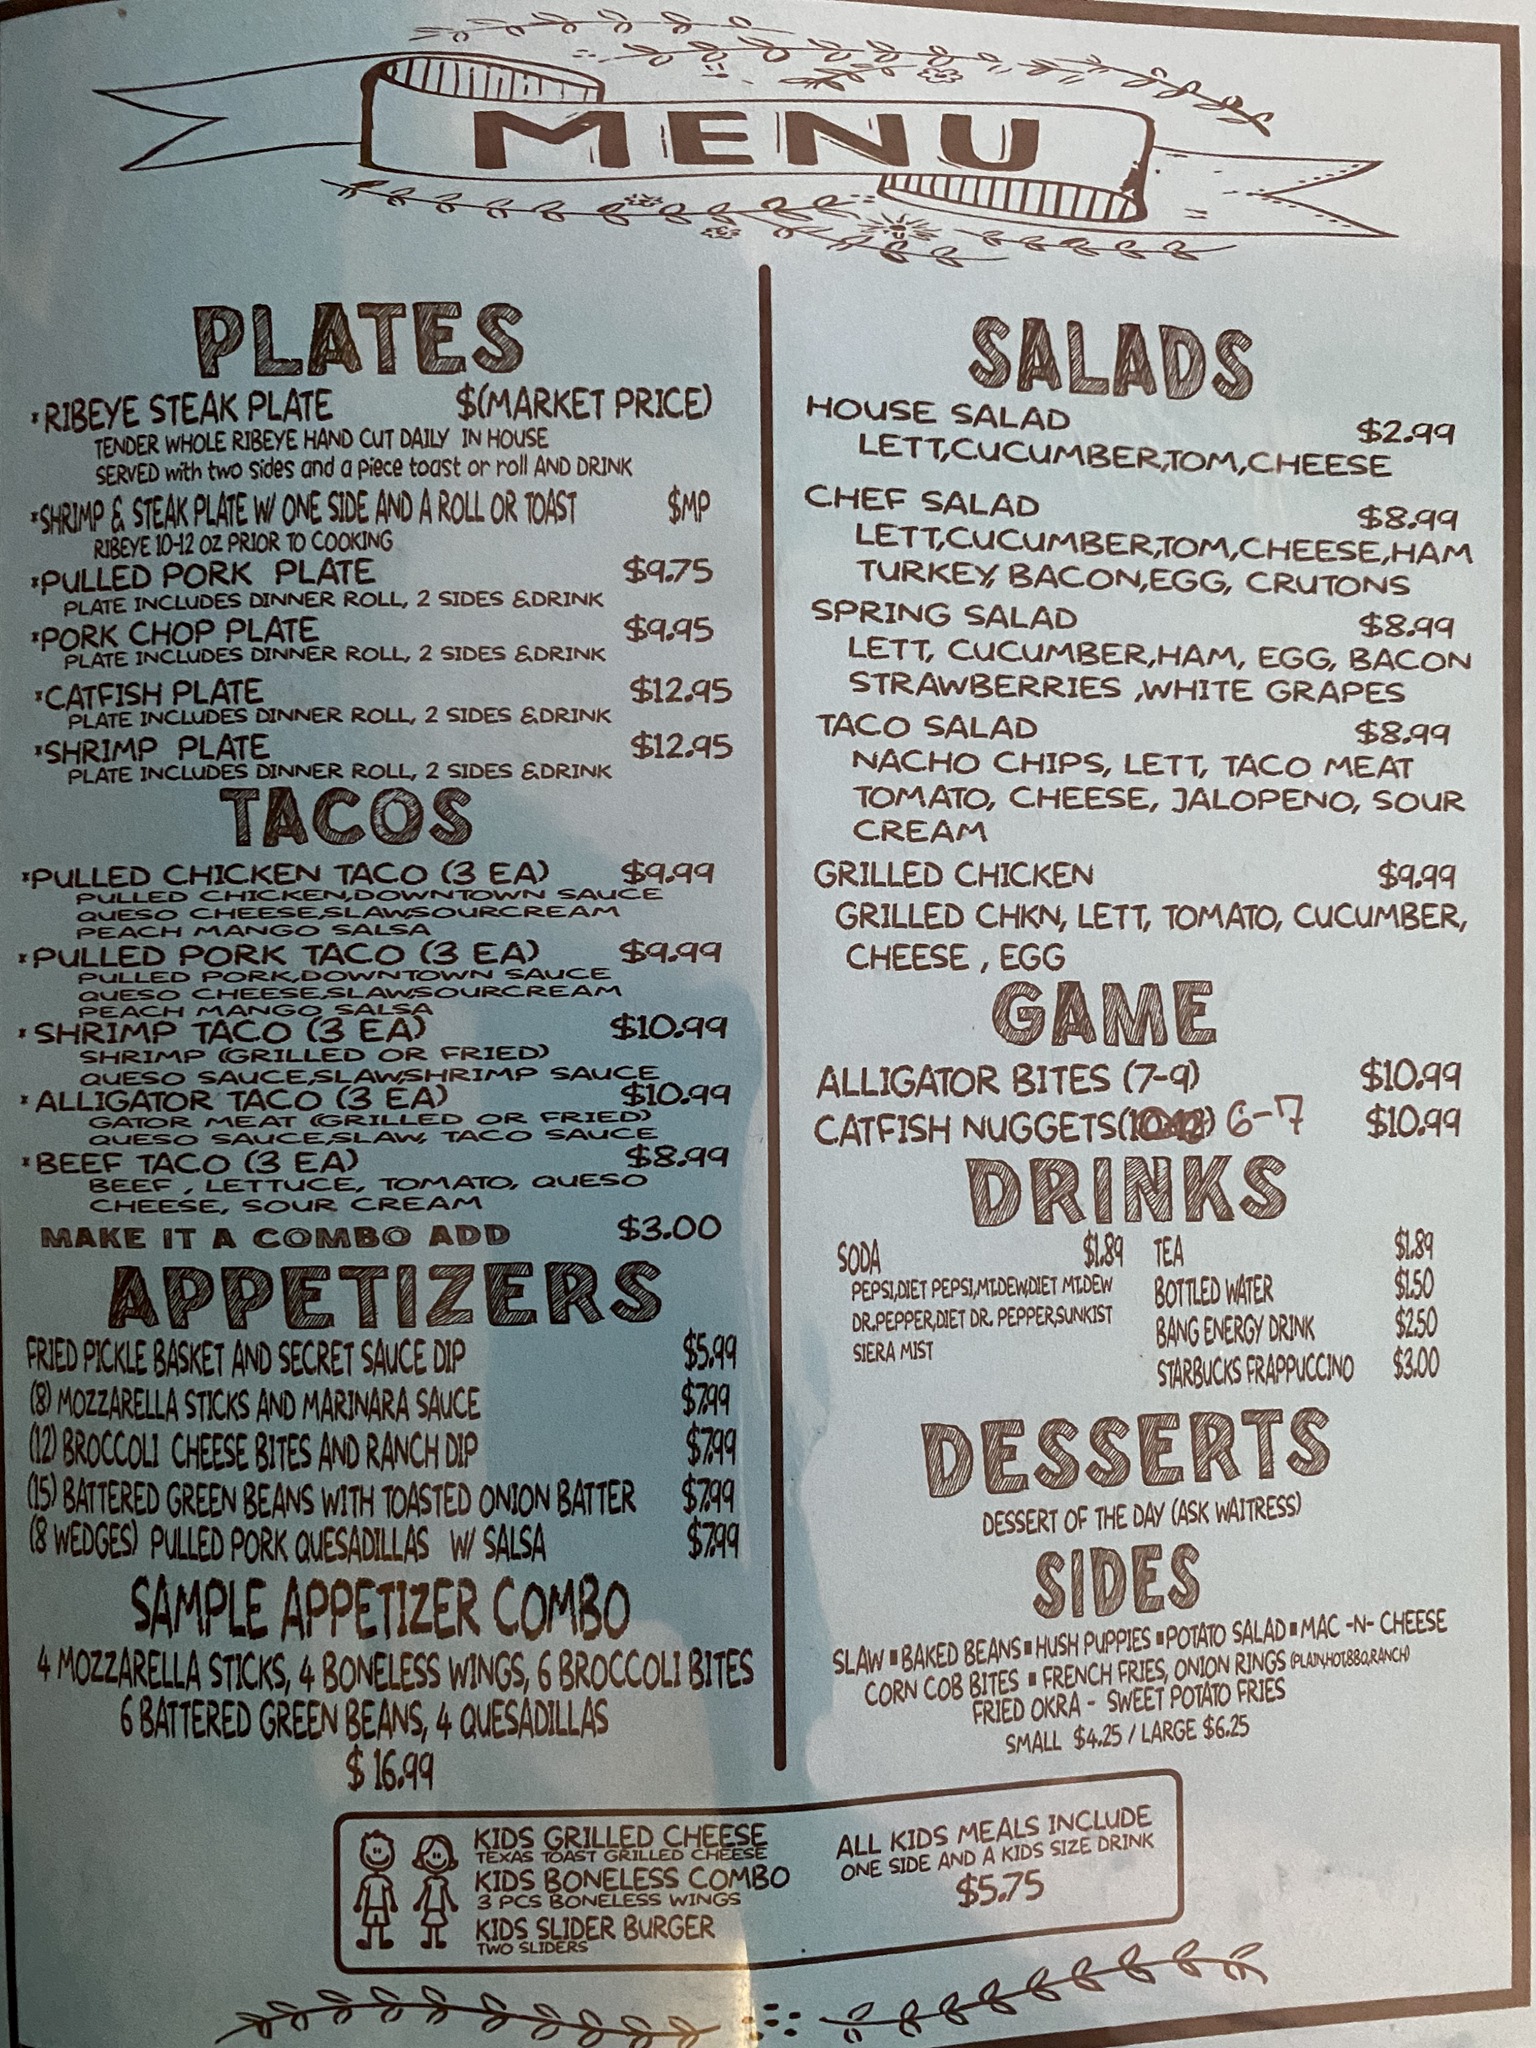 MENU
PLATES
*RIBEYE STEAK PLATE $(MARKET PRICE)
TENDER WHOLE RIBEYE HAND CUT DAILY IN HOUSE
SERVED with two sides and a piece toast or roll AND DRINK
*SHRIMP & STEAK PLATE W/ ONE SIDE AND A ROLL OR TOAST $MP
RIBEYE 10-12 OZ PRIOR TO COOKING
*PULLED PORK PLATE $9.75
PLATE INCLUDES DINNER ROLL, 2 SIDES &DRINK
*PORK CHOP PLATE $9.95
PLATE INCLUDES DINNER ROLL, 2 SIDES &DRINK
*CATFISH PLATE $12.95
PLATE INCLUDES DINNER ROLL, 2 SIDES &DRINK
*SHRIMP PLATE $12.95
PLATE INCLUDES DINNER ROLL, 2 SIDES &DRINK
TACOS
*PULLED CHICKEN TACO (3 EA) $9.99
PULLED CHICKEN,DOWNTOWN SAUCE
QUESO CHEESE,SLAW,SOURCREAM
PEACH MANGO SALSA
*PULLED PORK TACO (3 EA) $9.99
PULLED PORK,DOWNTOWN SAUCE
QUESO CHEESE,SLAW,SOURCREAM
PEACH MANGO SALSA
*SHRIMP TACO (3 EA) $10.99
SHRIMP (GRILLED OR FRIED)
QUESO SAUCE,SLAW,SHRIMP SAUCE
*ALLIGATOR TACO (3 EA) $10.99
GATOR MEAT (GRILLED OR FRIED)
QUESO SAUCE,SLAW, TACO SAUCE
*BEEF TACO (3 EA) $8.99
BEEF , LETTUCE, TOMATO, QUESO
CHEESE, SOUR CREAM
MAKE IT A COMBO ADD $3.00
APPETIZERS
FRIED PICKLE BASKET AND SECRET SAUCE DIP $5.99
(8) MOZZARELLA STICKS AND MARINARA SAUCE $7.99
(12) BROCCOLI CHEESE BITES AND RANCH DIP $7.99
(15) BATTERED GREEN BEANS WITH TOASTED ONION BATTER $7.99
(8 WEDGES) PULLED PORK QUESADILLAS W/ SALSA $7.99
SAMPLE APPETIZER COMBO
4 MOZZARELLA STICKS, 4 BONELESS WINGS, 6 BROCCOLI BITES
6 BATTERED GREEN BEANS, 4 QUESADILLAS
$ 16.99
SALADS
HOUSE SALAD $2.99
LETT,CUCUMBER,TOM,CHEESE
CHEF SALAD $8.99
LETT,CUCUMBER,TOM,CHEESE,HAM
TURKEY, BACON,EGG, CRUTONS
SPRING SALAD $8.99
LETT, CUCUMBER,HAM, EGG, BACON
STRAWBERRIES ,WHITE GRAPES
TACO SALAD $8.99
NACHO CHIPS, LETT, TACO MEAT
TOMATO, CHEESE, JALOPENO, SOUR
CREAM
GRILLED CHICKEN $9.99
GRILLED CHKN, LETT, TOMATO, CUCUMBER,
CHEESE , EGG
GAME
ALLIGATOR BITES (7-9) $10.99
CATFISH NUGGETS(10-12) 6-7 $10.99
DRINKS
SODA $1.89
PEPSI,DIET PEPSI,MT.DEW,DIET MT.DEW
DR.PEPPER,DIET DR. PEPPER,SUNKIST
SIERA MIST
TEA $1.89
BOTTLED WATER $1.50
BANG ENERGY DRINK $2.50
STARBUCKS FRAPPUCCINO $3.00
DESSERTS
DESSERT OF THE DAY (ASK WAITRESS)
SIDES
SLAW ▪ BAKED BEANS ▪ HUSH PUPPIES ▪ POTATO SALAD ▪ MAC -N- CHEESE
CORN COB BITES ▪ FRENCH FRIES, ONION RINGS (PLAIN,HOT,BBQ,RANCH)
FRIED OKRA - SWEET POTATO FRIES
SMALL $4.25 / LARGE $6.25
KIDS GRILLED CHEESE
TEXAS TOAST GRILLED CHEESE
KIDS BONELESS COMBO
3 PCS BONELESS WINGS
KIDS SLIDER BURGER
TWO SLIDERS
ALL KIDS MEALS INCLUDE
ONE SIDE AND A KIDS SIZE DRINK
$5.75